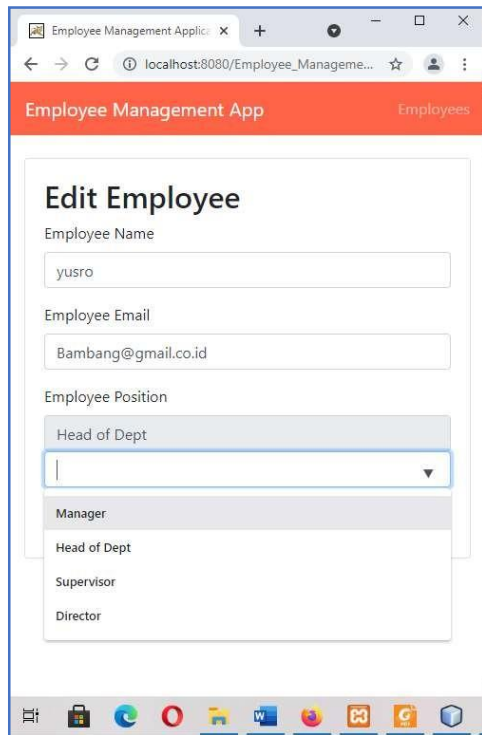 Employee Management Applic
localhost:8080/Employee_Manageme...
Employee Management App
Employees
Edit Employee
Employee Name
yusro
Employee Email
Bambang@gmail.co.id
Employee Position
Head of Dept
Manager
Head of Dept
Supervisor
Director